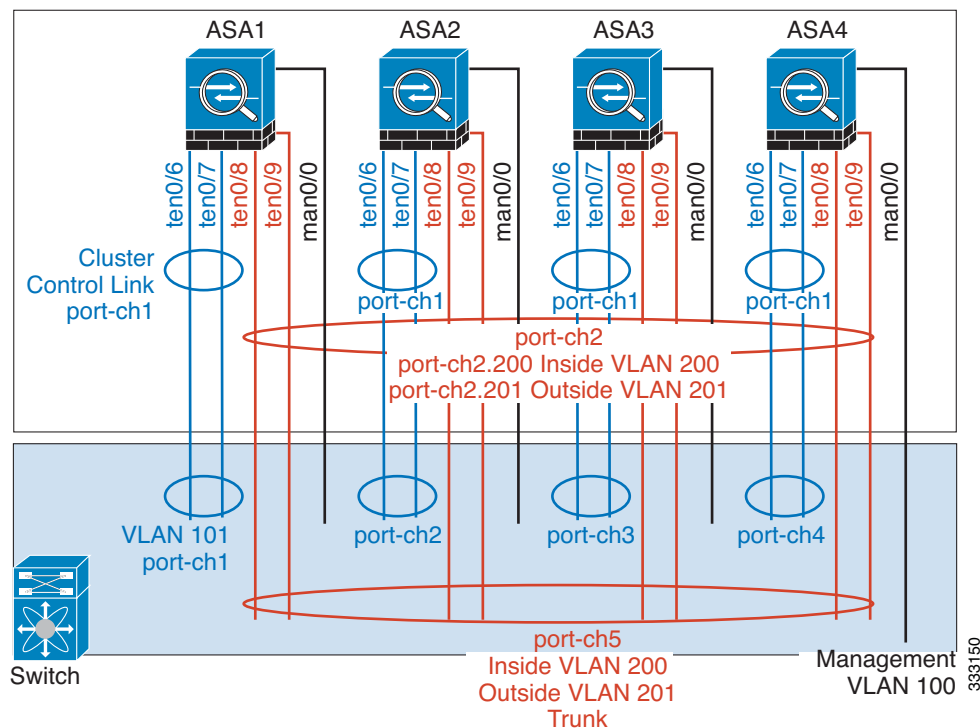 ASA1
ASA2
ASA3
ASA4
ten0/6
ten0/7
ten0/8
ten0/9
man0/0
ten0/6
ten0/7
ten0/8
ten0/9
man0/0
ten0/6
ten0/7
ten0/8
ten0/9
man0/0
ten0/6
ten0/7
ten0/8
ten0/9
man0/0
Cluster
Control Link
port-ch1
port-ch1
port-ch1
port-ch1
port-ch2
port-ch2.200 Inside VLAN 200
port-ch2.201 Outside VLAN 201
VLAN 101
port-ch1
port-ch2
port-ch3
port-ch4
port-ch5
Inside VLAN 200
Outside VLAN 201
Trunk
Switch
Management
VLAN 100
333150